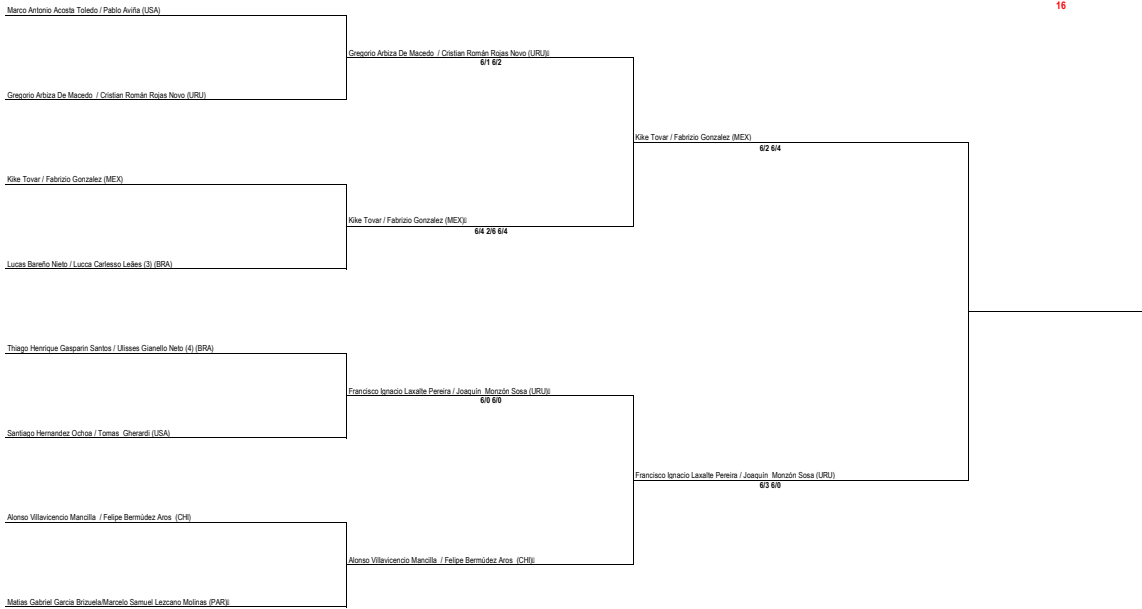 16
Marco Antonio Acosta Toledo / Pablo Aviña (USA)
Gregorio Arbiza De Macedo / Cristian Román Rojas Novo (URU)
6/1 6/2
Gregorio Arbiza De Macedo / Cristian Román Rojas Novo (URU)
Kike Tovar / Fabrizio Gonzalez (MEX)
6/2 6/4
Kike Tovar / Fabrizio Gonzalez (MEX)
Kike Tovar / Fabrizio Gonzalez (MEX)
6/4 2/6 6/4
Lucas Bareño Nieto / Lucca Carlesso Leães (3) (BRA)
Thiago Henrique Gasparin Santos / Ulisses Gianello Neto (4) (BRA)
Francisco Ignacio Laxalte Pereira / Joaquín Monzón Sosa (URU)
6/0 6/0
Santiago Hernandez Ochoa / Tomas Gherardi (USA)
Francisco Ignacio Laxalte Pereira / Joaquín Monzón Sosa (URU)
6/3 6/0
Alonso Villavicencio Mancilla / Felipe Bermúdez Aros (CHI)
Alonso Villavicencio Mancilla / Felipe Bermúdez Aros (CHI)
Matias Gabriel Garcia Brizuela/Marcelo Samuel Lezcano Molinas (PAR)